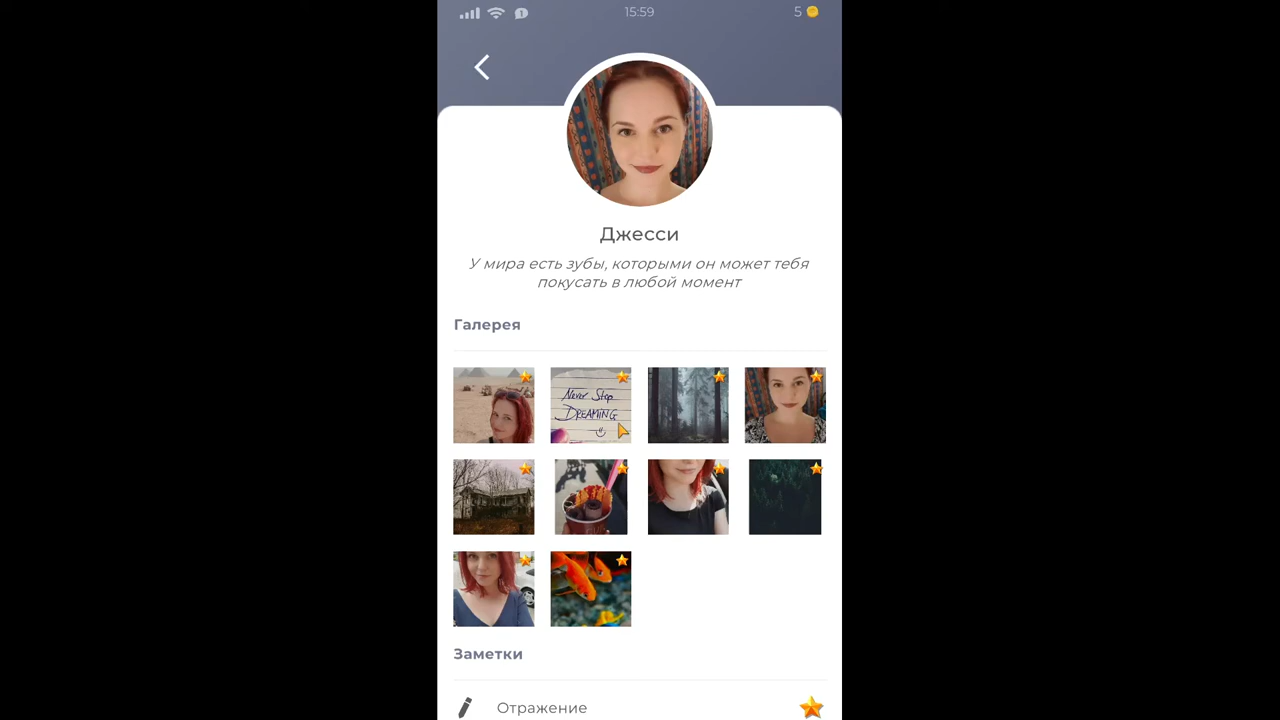 15:59
5
Джесси
У мира есть зубы, которыми он может тебя
покусать в любой момент
Галерея
Never Stop
DREAMING
Заметки
Отражение